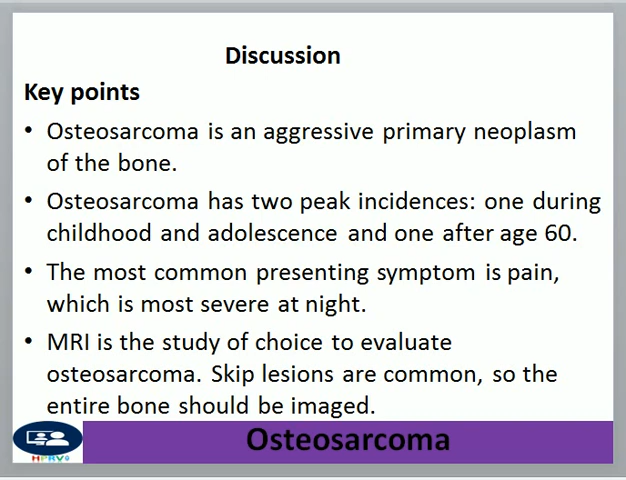 Discussion
Key points
• Osteosarcoma is an aggressive primary neoplasm
of the bone.
• Osteosarcoma has two peak incidences: one during
childhood and adolescence and one after age 60.
• The most common presenting symptom is pain,
which is most severe at night.
• MRI is the study of choice to evaluate
osteosarcoma. Skip lesions are common, so the
entire bone should be imaged.
Osteosarcoma